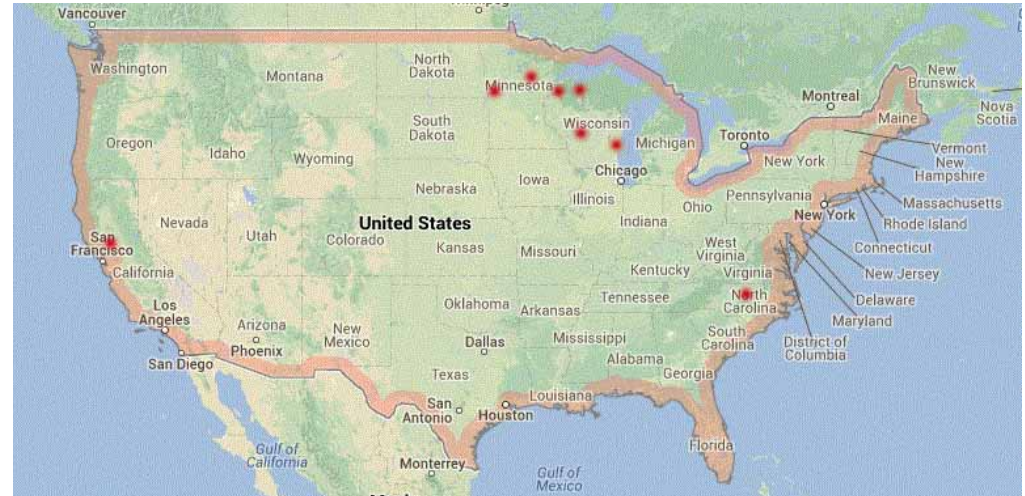 Vancouver
Washington
Montana
North
Dakota
Minnesota
Montreal
New
Brunswick
Nova
Scotia
Maine
Oregon
Idaho
Wyoming
South
Dakota
Wisconsin
Michigan
Toronto
Vermont
New
Hampshire
New York
Chicago
Iowa
Nebraska
Illinois
Indiana
Ohio
Pennsylvania
New York
Massachusetts
Rhode Island
Connecticut
New Jersey
Delaware
Maryland
District of
Columbia
Nevada
Utah
Colorado
United States
Kansas
Missouri
West
Virginia
Virginia
Kentucky
San
Francisco
California
Los
Angeles
San Diego
Arizona
Phoenix
New
Mexico
Oklahoma
Arkansas
Tennessee
North
Carolina
South
Carolina
Dallas
Mississippi
Alabama
Georgia
Texas
Louisiana
San
Antonio
Houston
Florida
Gulf of
California
Monterrey
Gulf of
Mexico